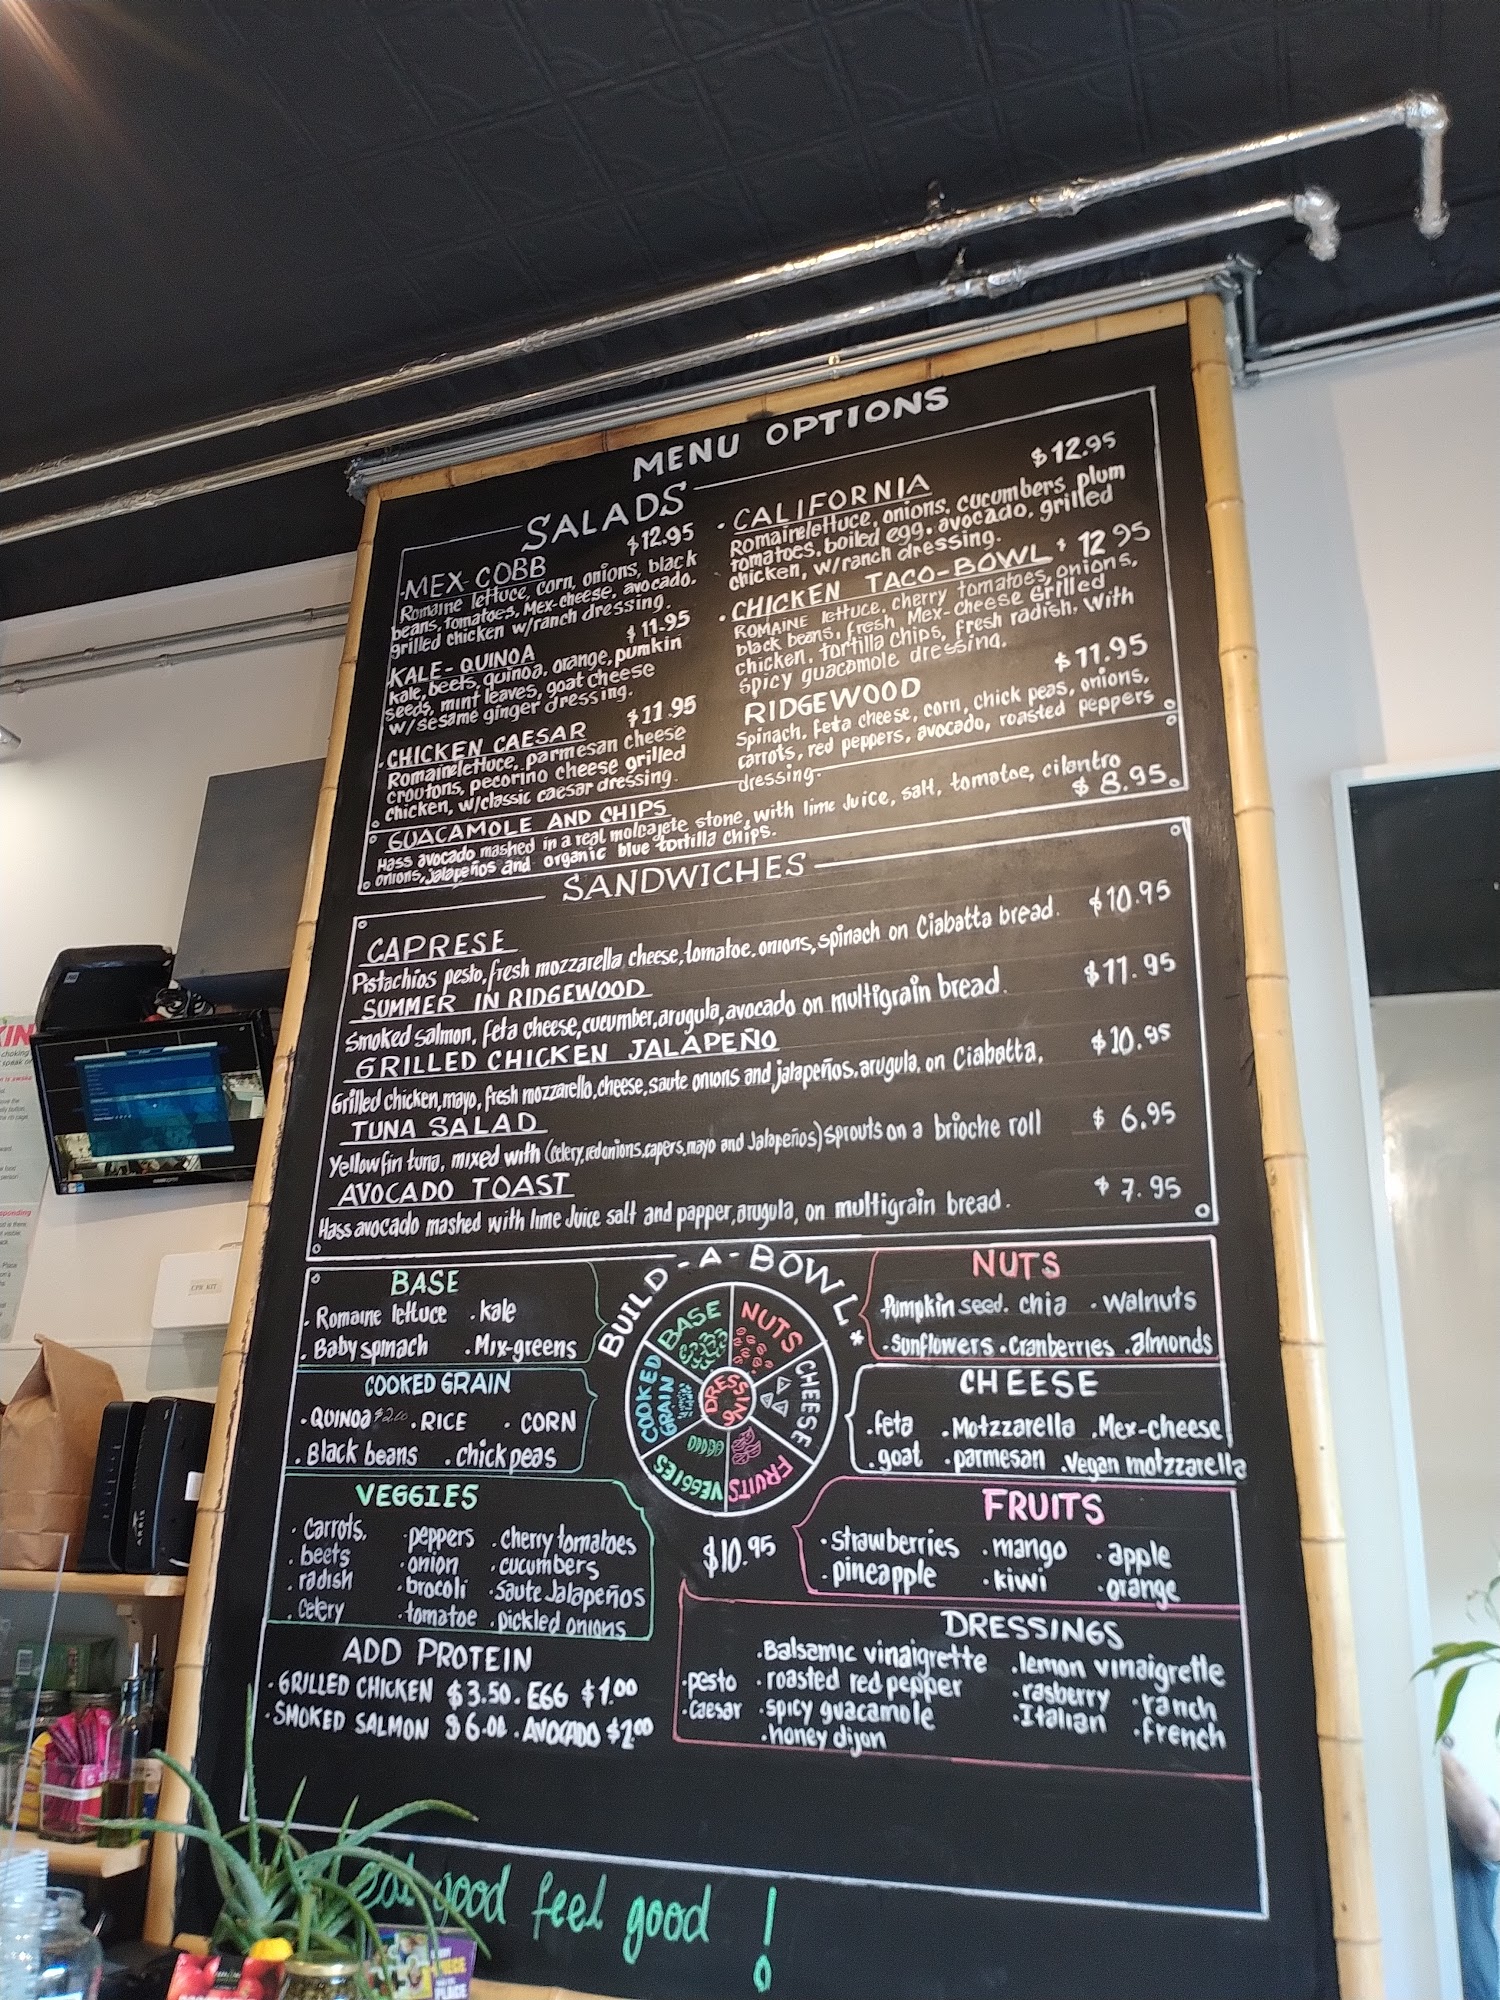 MENU OPTIONS
SALADS
MEX-COBB $12.95
Romaine lettuce, corn, onions, black
beans, tomatoes, Mex-cheese, avocado.
grilled chicken w/ranch dressing.
KALE-QUINOA $11.95
kale, beets, quinoa, orange, pumkin
seeds, mint leaves, goat cheese
w/sesame ginger dressing.
CHICKEN CAESAR $11.95
Romainelettuce, parmesan cheese
croutons, pecorino cheese grilled
chicken, w/classic caesar dressing.
CALIFORNIA $12.95
Romainelettuce, onions, cucumbers, plum
tomatoes, boiled egg, avocado, grilled
chicken, w/ranch dressing.
CHICKEN TACO-BOWL $12.95
ROMAINE lettuce, cherry tomatoes, onions,
black beans, fresh Mex-cheese Grilled
chicken, tortilla chips, fresh radish. With
spicy guacamole dressing.
RIDGEWOOD $11.95
Spinach, feta cheese, corn, chick peas, onions,
carrots, red peppers, avocado, roasted peppers
dressing.
GUACAMOLE AND CHIPS $8.95
Hass avocado mashed in a real molcajete stone, with lime Juice, salt, tomatoe, cilantro
onions, jalapeños and organic blue tortilla chips.
SANDWICHES
CAPRESE $10.95
Pistachios pesto, fresh mozzarella cheese, tomatoe, onions, spinach on Ciabatta bread.
SUMMER IN RIDGEWOOD $11.95
Smoked salmon, feta cheese, cucumber, arugula, avocado on multigrain bread.
GRILLED CHICKEN JALAPEÑO $10.95
Grilled chicken, mayo, fresh mozzarello, cheese, saute onions and jalapeños, arugula, on Ciabatta.
TUNA SALAD $6.95
Yellowfin tuna, mixed with (celery, red onions, capers, mayo and Jalapeños) sprouts on a brioche roll
AVOCADO TOAST $7.95
Hass avocado mashed with lime Juice salt and papper, arugula, on multigrain bread.
BUILD-A-BOWL*
BASE
NUTS
CHEESE
FRUITS
VEGGIES
COOKED GRAIN
DRESSING
$10.95
BASE
. Romaine lettuce . kale
. Baby spinach . Mix-greens
COOKED GRAIN
. QUINOA $2.00 . RICE . CORN
. Black beans . chick peas
VEGGIES
. carrots. . peppers . cherry tomatoes
. beets . onion . cucumbers
. radish . brocoli . Saute Jalapeños
. celery . tomatoe . pickled onions
ADD PROTEIN
. GRILLED CHICKEN $3.50 . EGG $1.00
. SMOKED SALMON $6.00 . AVOCADO $2.00
NUTS
. Pumpkin seed. chia . walnuts
. sunflowers . cranberries . almonds
CHEESE
. feta . Motzzarella . Mex-cheese
. goat . parmesan . Vegan motzzarella
FRUITS
. strawberries . mango . apple
. pineapple . kiwi . orange
DRESSINGS
. Balsamic vinaigrette . lemon vinaigrette
. pesto . roasted red pepper . rasberry . ranch
. caesar . spicy guacamole . Italian . french
. honey dijon
eat good feel good !
EPR KIT
ARRIS